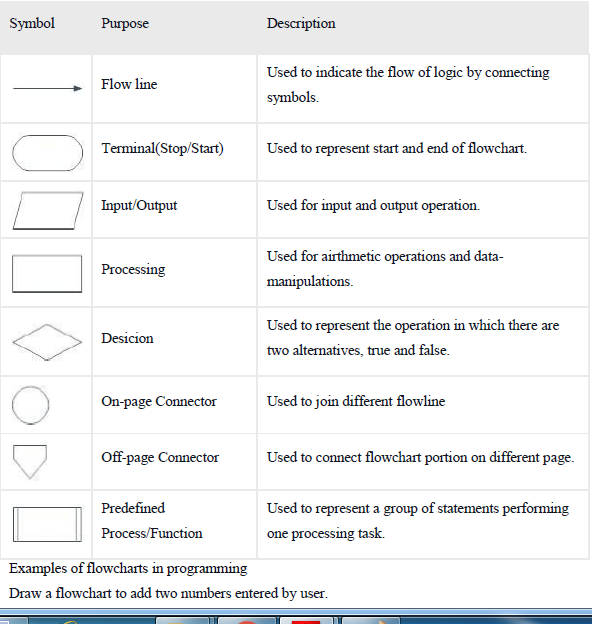 Symbol Purpose Description
Flow line
Used to indicate the flow of logic by connecting
symbols.
Terminal(Stop/Start) Used to represent start and end of flowchart.
Input/Output Used for input and output operation.
Processing
Used for airthmetic operations and data-
manipulations.
Desicion
Used to represent the operation in which there are
two alternatives, true and false.
On-page Connector Used to join different flowline
Off-page Connector Used to connect flowchart portion on different page.
Predefined
Process/Function
Used to represent a group of statements performing
one processing task.
Examples of flowcharts in programming
Draw a flowchart to add two numbers entered by user.